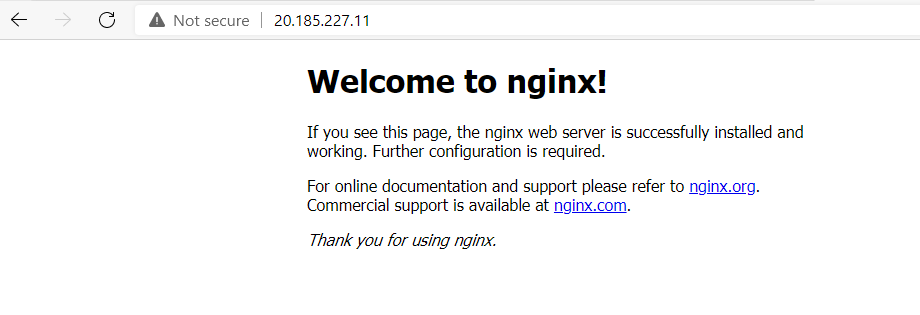 Not secure | 20.185.227.11
Welcome to nginx!
If you see this page, the nginx web server is successfully installed and
working. Further configuration is required.
For online documentation and support please refer to nginx.org.
Commercial support is available at nginx.com.
Thank you for using nginx.